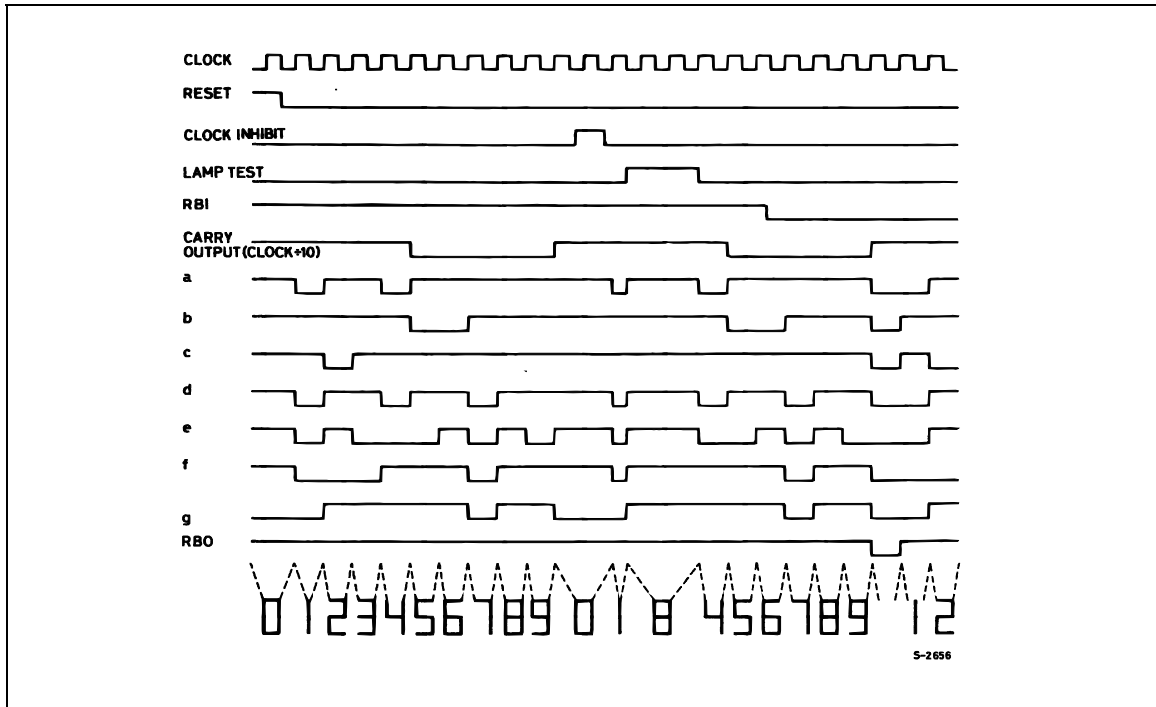 CLOCK
RESET
CLOCK INHIBIT
LAMP TEST
RBI
CARRY
OUTPUT(CLOCK÷10)
a
b
c
d
e
f
g
RBO
0 1 2 3 4 5 6 7 8 9 0 1 8 4 5 6 7 8 9 1 2
S-2656